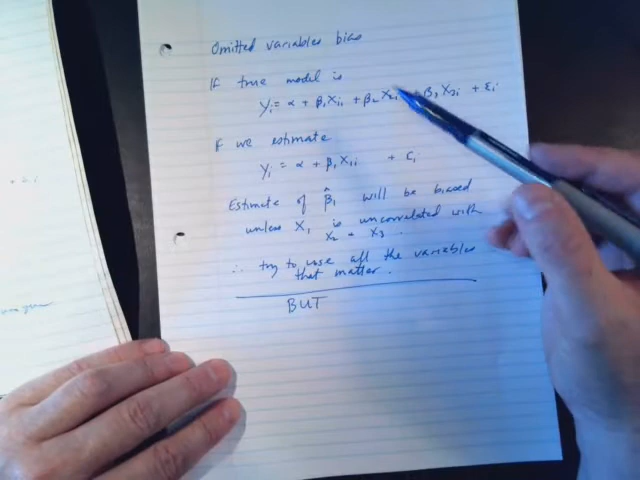 Omitted variables bias
If true model is
Yi = α + β₁X₁ᵢ + β₂X₂ᵢ + β₃X₃ᵢ + εᵢ
If we estimate
Yi = α + β₁X₁ᵢ + εᵢ
Estimate of β̂₁ will be biased
unless X₁ is uncorrelated with
X₂ + X₃.
∴ try to use all the variables
that matter.
BUT